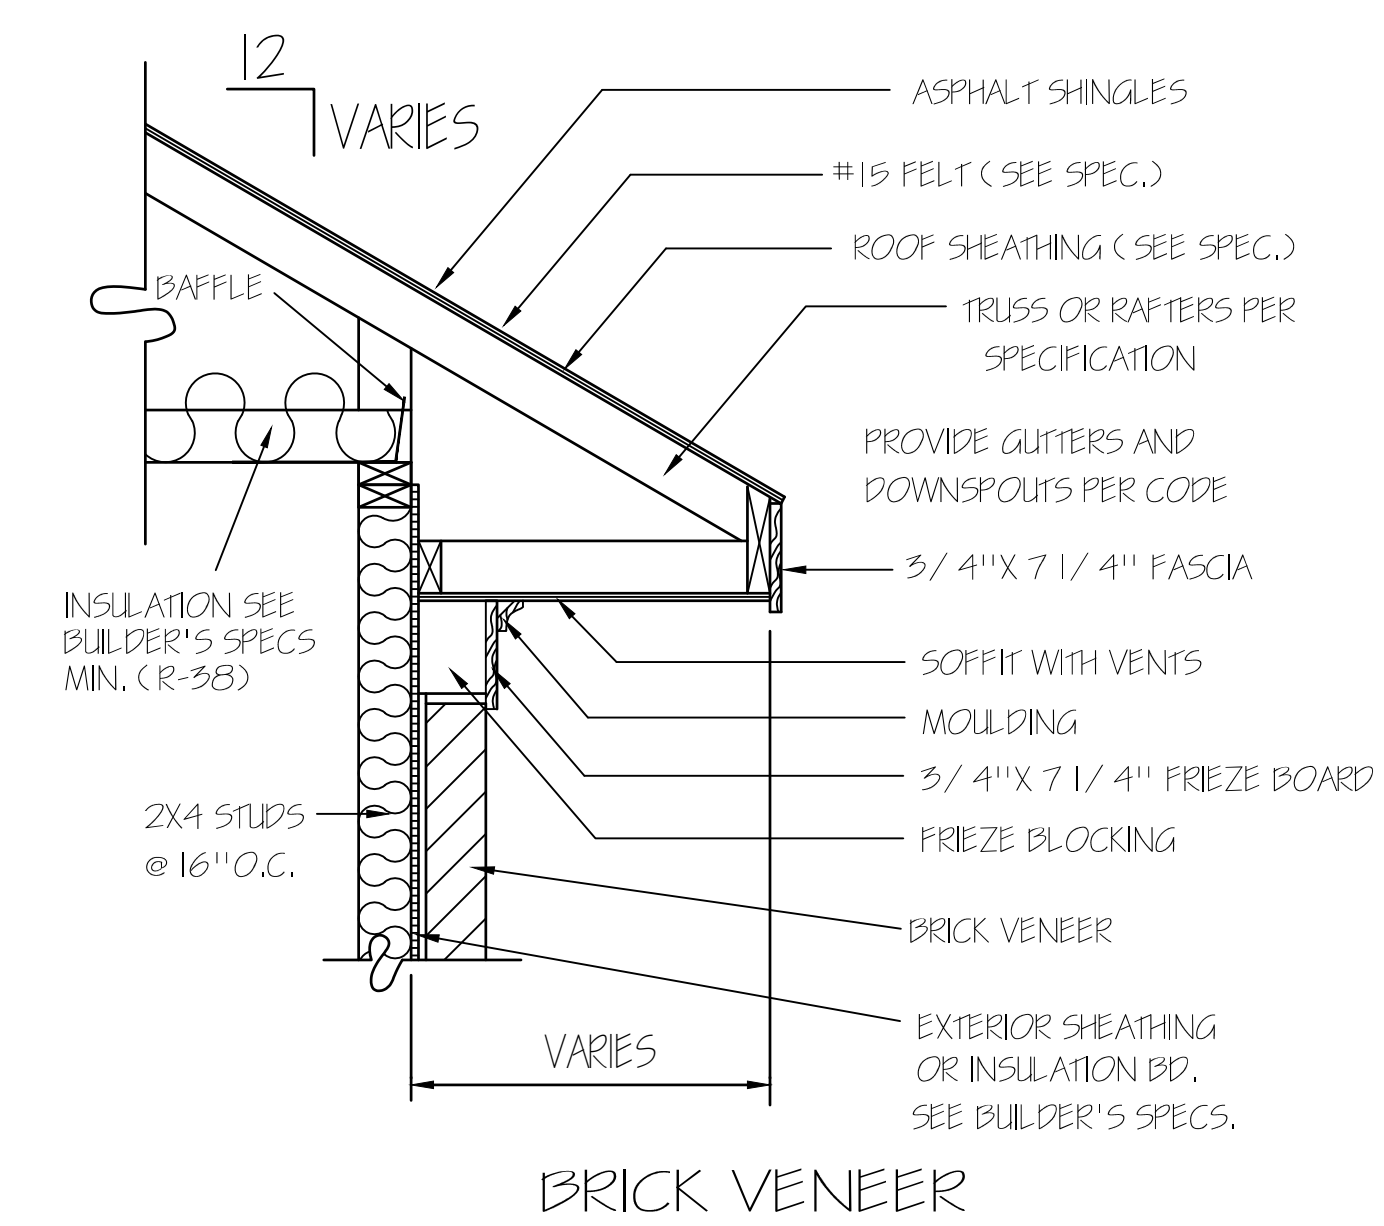 12
VARIES
ASPHALT SHINGLES
#15 FELT ( SEE SPEC.)
ROOF SHEATHING ( SEE SPEC.)
BAFFLE
TRUSS OR RAFTERS PER
SPECIFICATION
PROVIDE GUTTERS AND
DOWNSPOUTS PER CODE
3/4"X 7 1/4" FASCIA
INSULATION SEE
BUILDER'S SPECS
MIN. (R-38)
SOFFIT WITH VENTS
MOULDING
3/4"X 7 1/4" FRIEZE BOARD
2X4 STUDS
@ 16"O.C.
FRIEZE BLOCKING
BRICK VENEER
EXTERIOR SHEATHING
OR INSULATION BD.
SEE BUILDER'S SPECS.
VARIES
BRICK VENEER